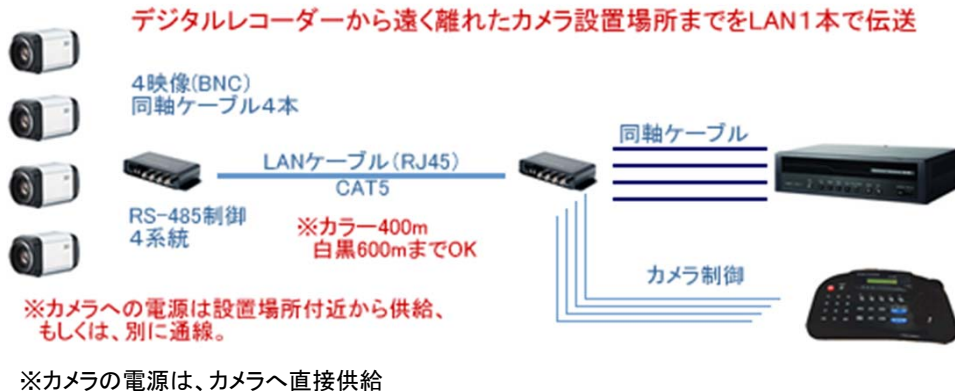 デジタルレコーダーから遠く離れたカメラ設置場所までをLAN1本で伝送
4映像(BNC)
同軸ケーブル4本
同軸ケーブル
LANケーブル(RJ45)
CAT5
RS-485制御
4系統
※カラー400m
白黒600mまでOK
カメラ制御
※カメラへの電源は設置場所付近から供給、
もしくは、別に通線。
※カメラの電源は、カメラへ直接供給